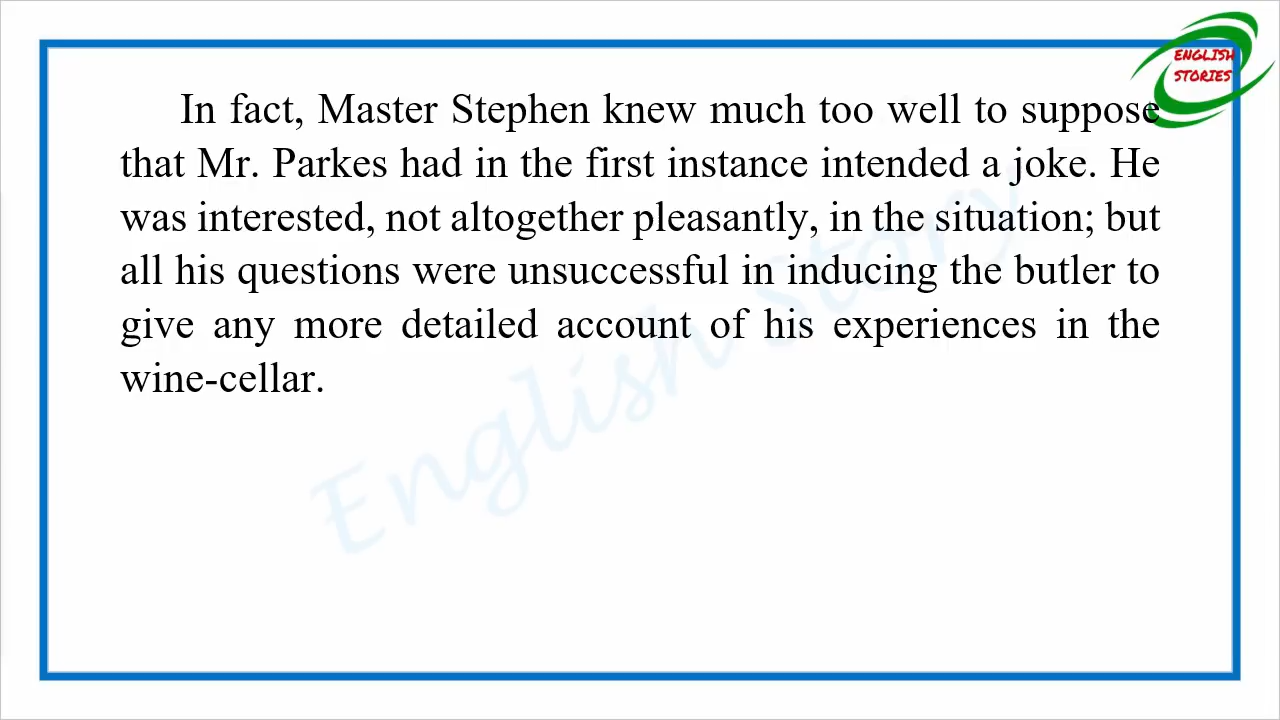 ENGLISH
STORIES
In fact, Master Stephen knew much too well to suppose
that Mr. Parkes had in the first instance intended a joke. He
was interested, not altogether pleasantly, in the situation; but
all his questions were unsuccessful in inducing the butler to
give any more detailed account of his experiences in the
wine-cellar.
English Story